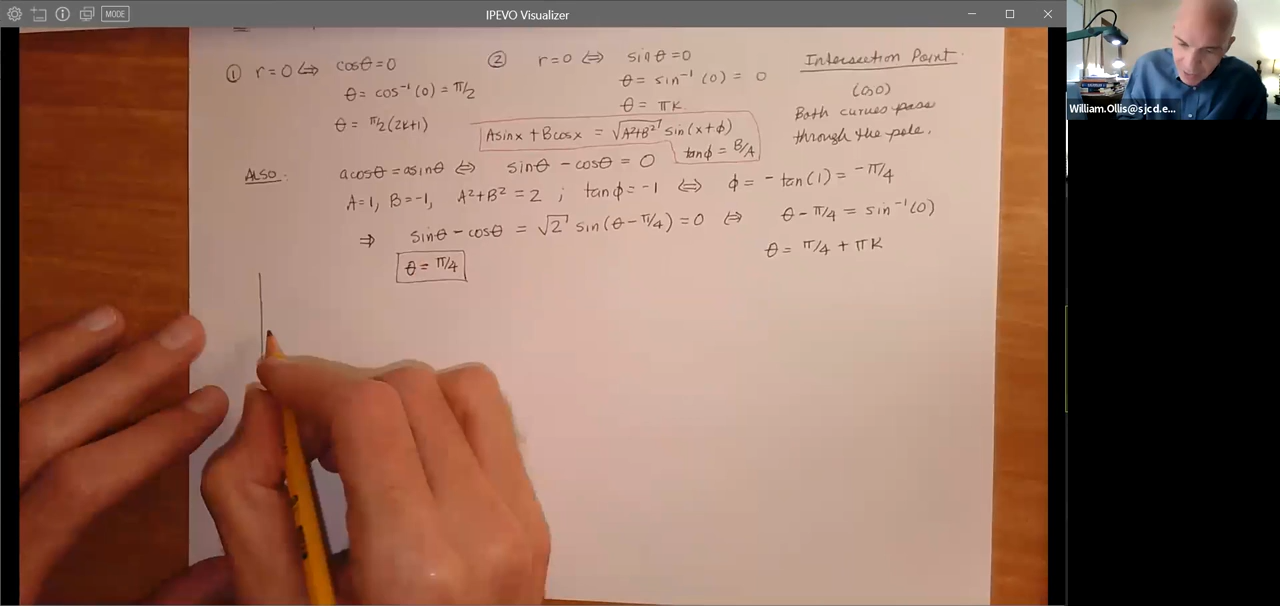 IPEVO Visualizer
MODE
William.Ollis@sjcd.e...
① r=0 ⇔ cosθ=0
θ= cos⁻¹(0) = π/2
θ = π/2(2k+1)
② r=0 ⇔ sinθ=0
θ = sin⁻¹(0) = 0
θ = πk
Intersection Point:
(0,0)
Both curves pass
through the pole.
Asinx + Bcosx = √A²+B² sin(x+φ)
tanφ = B/A
ALSO: acosθ = asinθ ⇔ sinθ - cosθ = 0
A=1, B=-1, A²+B² = 2 ; tanφ = -1 ⇔ φ = -tan(1) = -π/4
⇒ sinθ - cosθ = √2 sin(θ-π/4) = 0 ⇔ θ - π/4 = sin⁻¹(0)
θ = π/4
θ = π/4 + πk